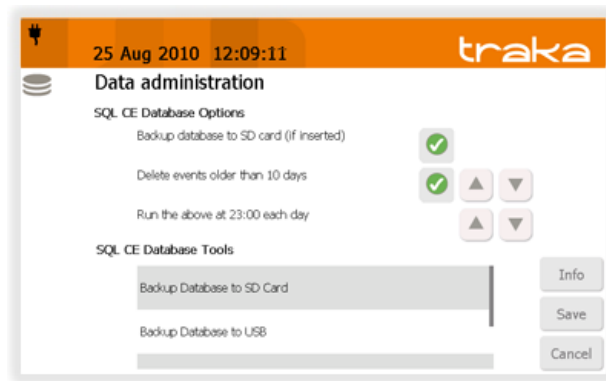 25 Aug 2010 12:09:11
traka
Data administration
SQL CE Database Options
Backup database to SD card (if inserted)
Delete events older than 10 days
Run the above at 23:00 each day
SQL CE Database Tools
Backup Database to SD Card
Backup Database to USB
Info
Save
Cancel